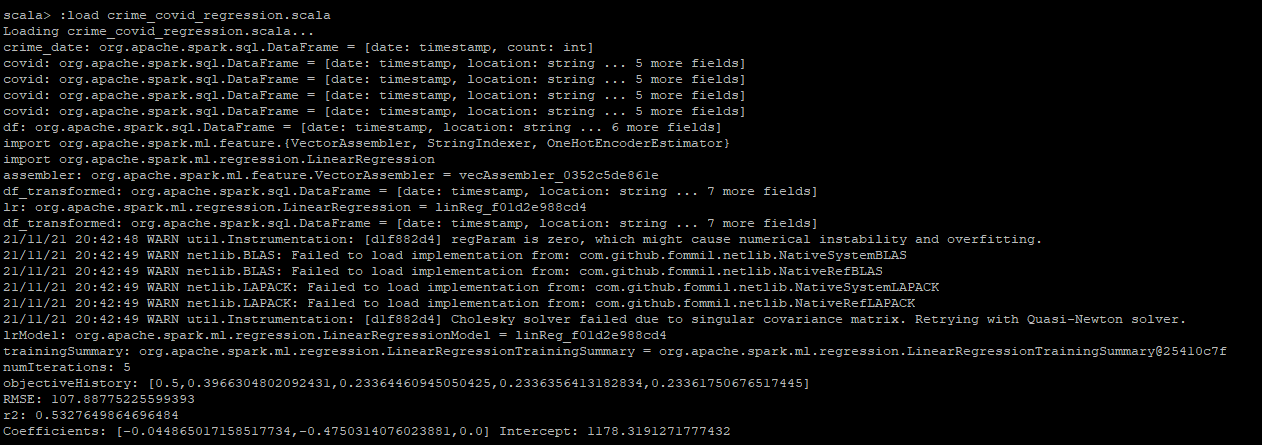 scala> :load crime_covid_regression.scala
Loading crime_covid_regression.scala...
crime_date: org.apache.spark.sql.DataFrame = [date: timestamp, count: int]
covid: org.apache.spark.sql.DataFrame = [date: timestamp, location: string ... 5 more fields]
covid: org.apache.spark.sql.DataFrame = [date: timestamp, location: string ... 5 more fields]
covid: org.apache.spark.sql.DataFrame = [date: timestamp, location: string ... 5 more fields]
covid: org.apache.spark.sql.DataFrame = [date: timestamp, location: string ... 5 more fields]
df: org.apache.spark.sql.DataFrame = [date: timestamp, location: string ... 6 more fields]
import org.apache.spark.ml.feature.{VectorAssembler, StringIndexer, OneHotEncoderEstimator}
import org.apache.spark.ml.regression.LinearRegression
assembler: org.apache.spark.ml.feature.VectorAssembler = vecAssembler_0352c5de861e
df_transformed: org.apache.spark.sql.DataFrame = [date: timestamp, location: string ... 7 more fields]
lr: org.apache.spark.ml.regression.LinearRegression = linReg_f01d2e988cd4
df_transformed: org.apache.spark.sql.DataFrame = [date: timestamp, location: string ... 7 more fields]
21/11/21 20:42:48 WARN util.Instrumentation: [d1f882d4] regParam is zero, which might cause numerical instability and overfitting.
21/11/21 20:42:49 WARN netlib.BLAS: Failed to load implementation from: com.github.fommil.netlib.NativeSystemBLAS
21/11/21 20:42:49 WARN netlib.BLAS: Failed to load implementation from: com.github.fommil.netlib.NativeRefBLAS
21/11/21 20:42:49 WARN netlib.LAPACK: Failed to load implementation from: com.github.fommil.netlib.NativeSystemLAPACK
21/11/21 20:42:49 WARN netlib.LAPACK: Failed to load implementation from: com.github.fommil.netlib.NativeRefLAPACK
21/11/21 20:42:49 WARN util.Instrumentation: [d1f882d4] Cholesky solver failed due to singular covariance matrix. Retrying with Quasi-Newton solver.
lrModel: org.apache.spark.ml.regression.LinearRegressionModel = linReg_f01d2e988cd4
trainingSummary: org.apache.spark.ml.regression.LinearRegressionTrainingSummary = org.apache.spark.ml.regression.LinearRegressionTrainingSummary@25410c7f
numIterations: 5
objectiveHistory: [0.5,0.3966304802092431,0.23364460945050425,0.2336356413182834,0.23361750676517445]
RMSE: 107.88775225599393
r2: 0.5327649864696484
Coefficients: [-0.044865017158517734,-0.4750314076023881,0.0] Intercept: 1178.3191271777432